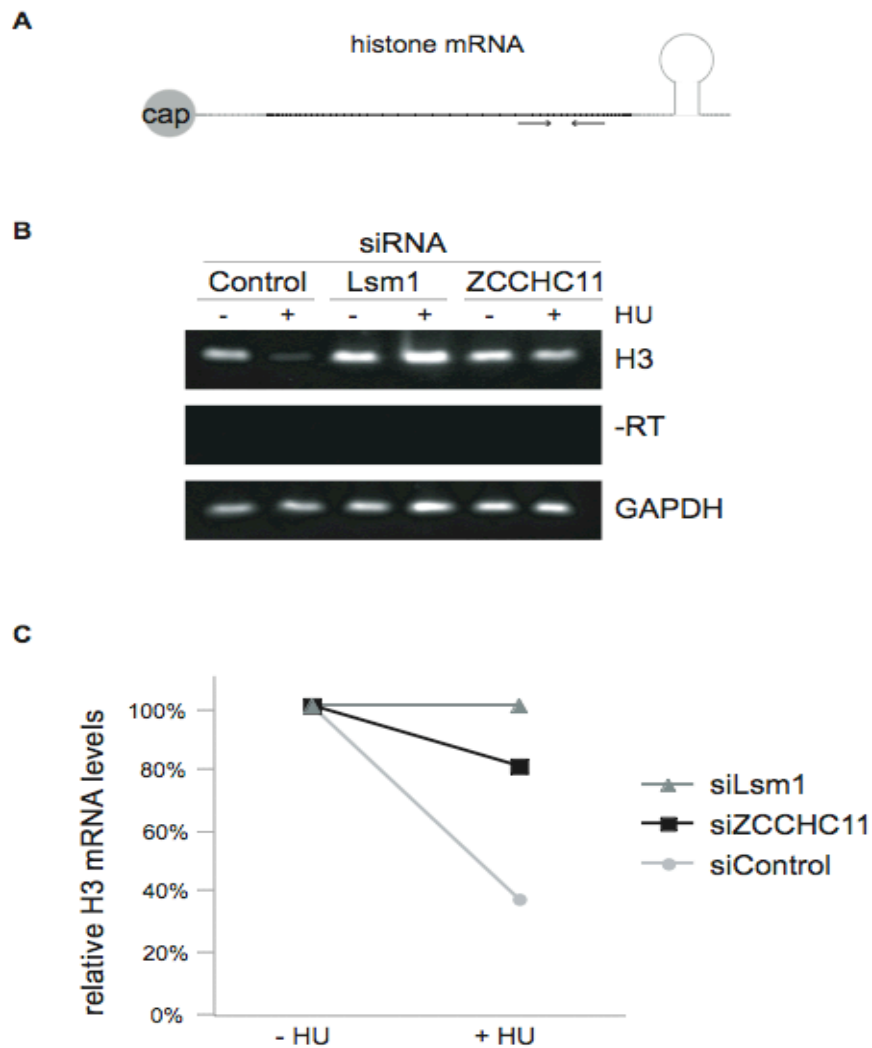 A
histone mRNA
cap
B
siRNA
Control Lsm1 ZCCHC11
- + - + - + HU
H3
-RT
GAPDH
C
relative H3 mRNA levels
100%
80%
60%
40%
20%
0%
- HU + HU
siLsm1
siZCCHC11
siControl